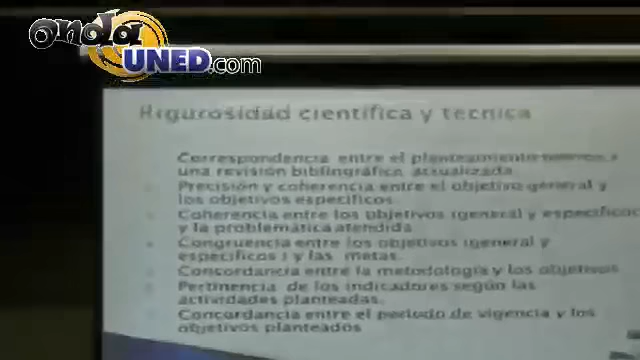 onda
UNED.com
Rigurosidad científica y técnica
Correspondencia entre el planteamiento teórico y
una revisión bibliográfica actualizada.
Precisión y coherencia entre el objetivo general y
los objetivos específicos.
Coherencia entre los objetivos (general y específicos
y la problemática atendida
Congruencia entre los objetivos (general y
específicos ) y las metas.
Concordancia entre la metodología y los objetivos
Pertinencia de los indicadores según las
actividades planteadas.
Concordancia entre el período de vigencia y los
objetivos planteados